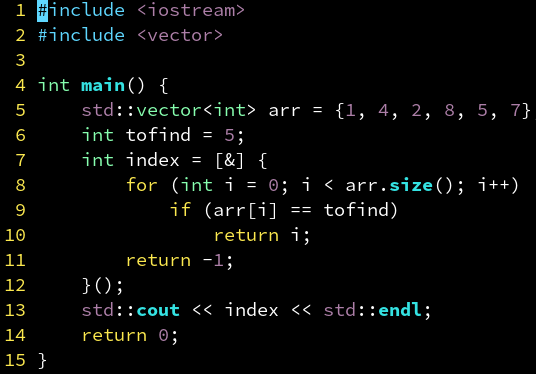 1 #include <iostream>
2 #include <vector>
3
4 int main() {
5     std::vector<int> arr = {1, 4, 2, 8, 5, 7}
6     int tofind = 5;
7     int index = [&] {
8         for (int i = 0; i < arr.size(); i++)
9             if (arr[i] == tofind)
10                 return i;
11         return -1;
12     }();
13     std::cout << index << std::endl;
14     return 0;
15 }